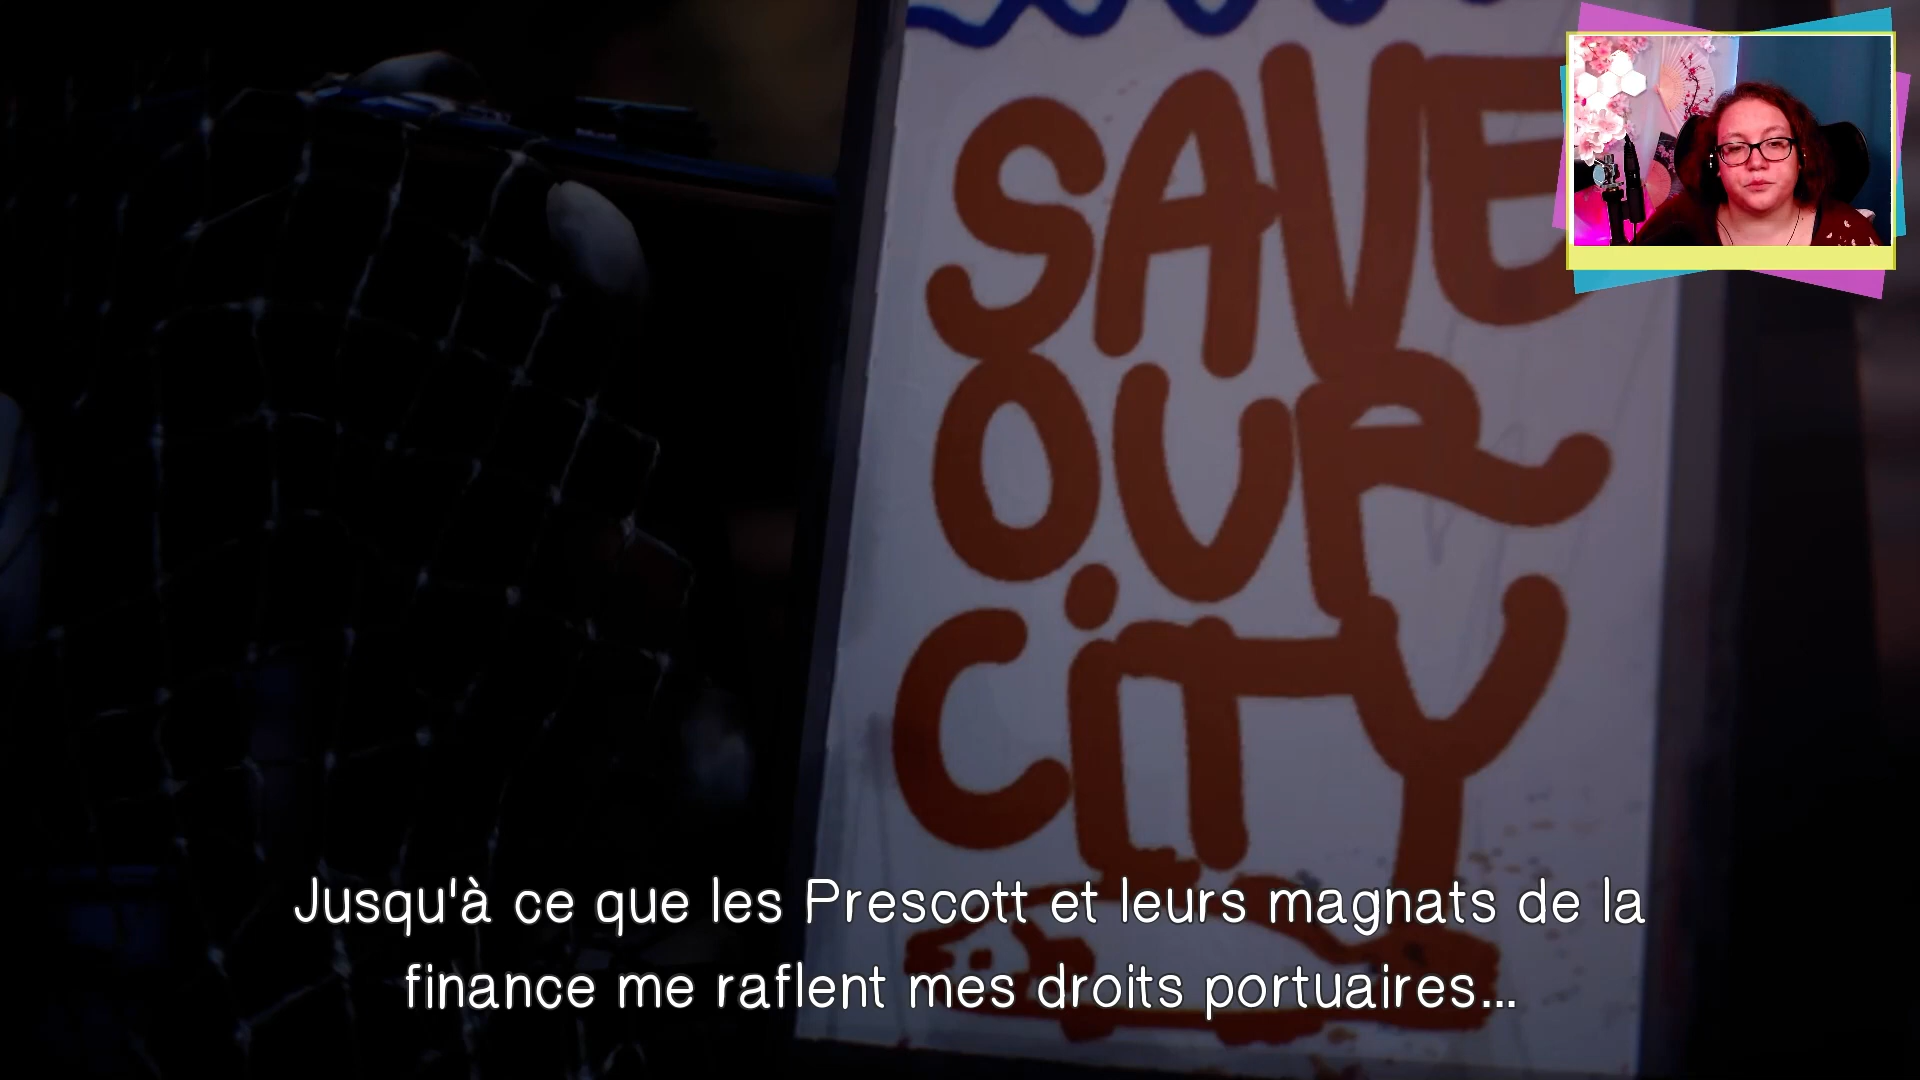 SAVE
OUR
CiTY
Jusqu'à ce que les Prescott et leurs magnats de la
finance me raflent mes droits portuaires...